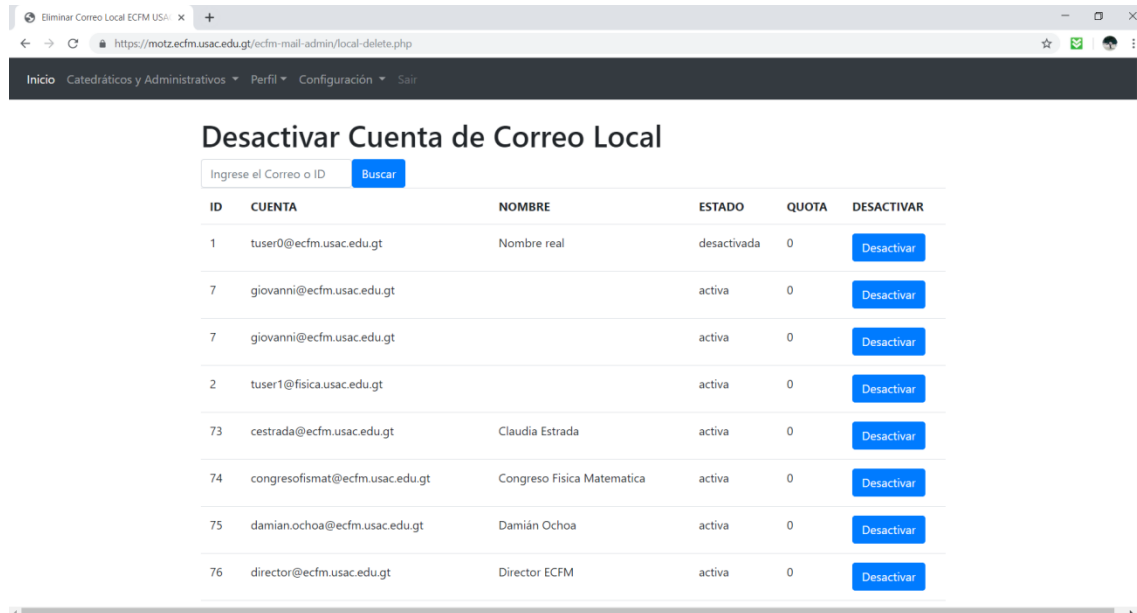 Eliminar Correo Local ECFM USA
https://motz.ecfm.usac.edu.gt/ecfm-mail-admin/local-delete.php
Inicio Catedráticos y Administrativos Perfil Configuración Sair
Desactivar Cuenta de Correo Local
Ingrese el Correo o ID Buscar
ID CUENTA NOMBRE ESTADO QUOTA DESACTIVAR
1 tuser0@ecfm.usac.edu.gt Nombre real desactivada 0 Desactivar
7 giovanni@ecfm.usac.edu.gt activa 0 Desactivar
7 giovanni@ecfm.usac.edu.gt activa 0 Desactivar
2 tuser1@fisica.usac.edu.gt activa 0 Desactivar
73 cestrada@ecfm.usac.edu.gt Claudia Estrada activa 0 Desactivar
74 congresofismat@ecfm.usac.edu.gt Congreso Fisica Matematica activa 0 Desactivar
75 damian.ochoa@ecfm.usac.edu.gt Damián Ochoa activa 0 Desactivar
76 director@ecfm.usac.edu.gt Director ECFM activa 0 Desactivar